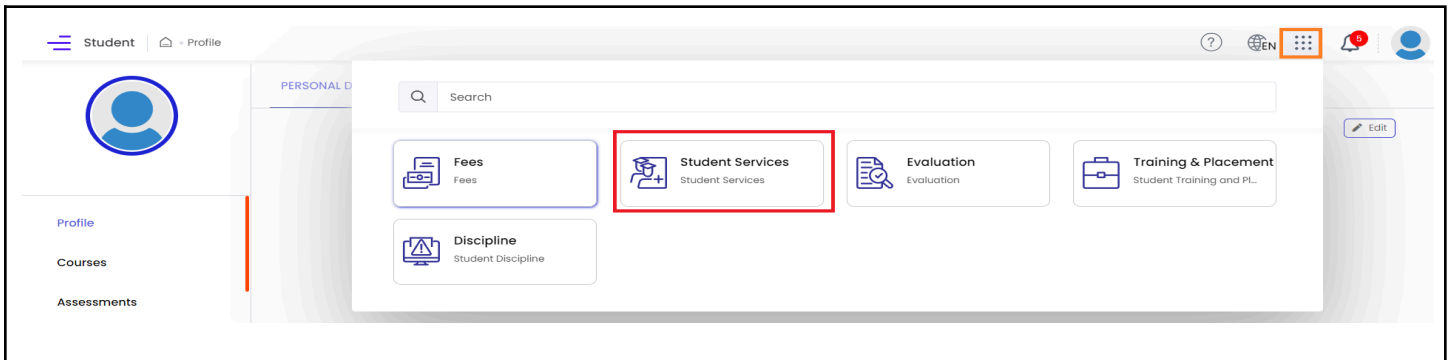 Student
Profile
EN
5
PERSONAL D
Search
Edit
Fees
Fees
Student Services
Student Services
Evaluation
Evaluation
Training & Placement
Student Training and Pl...
Discipline
Student Discipline
Profile
Courses
Assessments